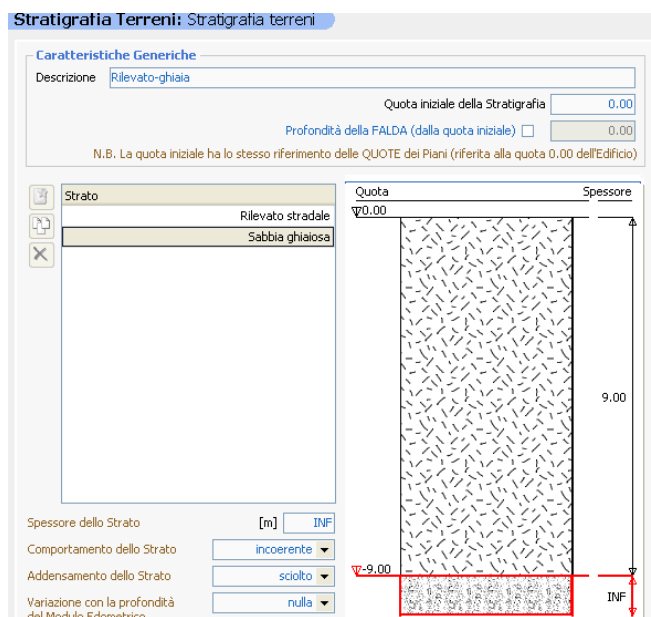 Stratigrafia Terreni: Stratigrafia terreni
Caratteristiche Generiche
Descrizione Rilevato-ghiaia
Quota iniziale della Stratigrafia 0.00
Profondità della FALDA (dalla quota iniziale) 0.00
N.B. La quota iniziale ha lo stesso riferimento delle QUOTE dei Piani (riferita alla quota 0.00 dell'Edificio)
Strato
Rilevato stradale
Sabbia ghiaiosa
Quota Spessore
0.00
9.00
-9.00
INF
Spessore dello Strato [m] INF
Comportamento dello Strato incoerente
Addensamento dello Strato sciolto
Variazione con la profondità nulla
del Modulo Edometrico